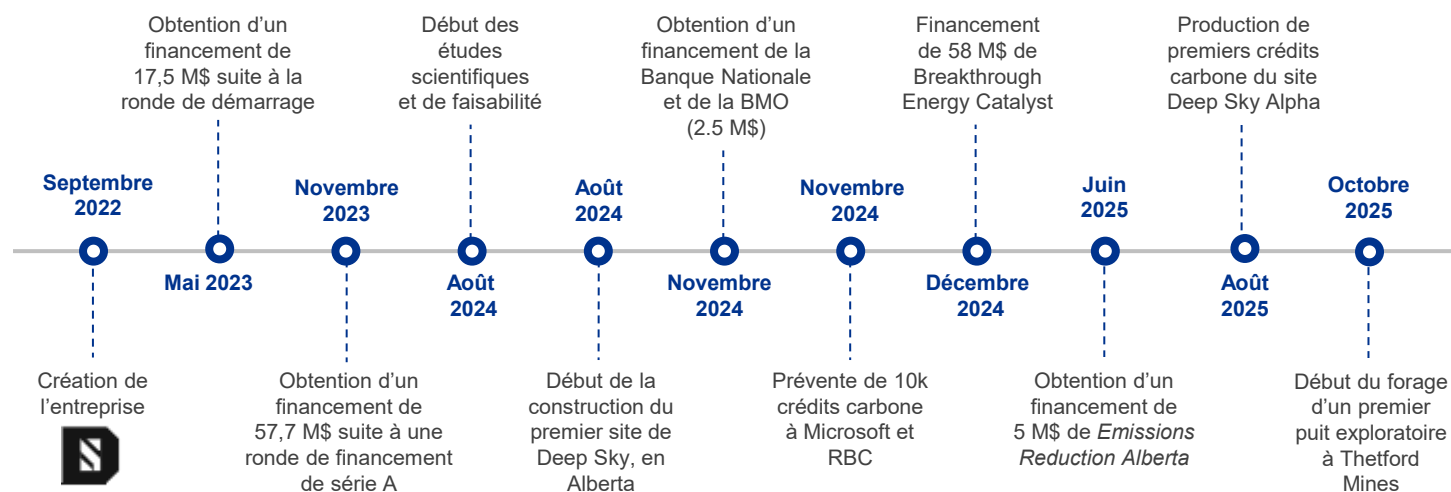 Obtention d’un
financement de
17,5 M$ suite à la
ronde de démarrage
Début des
études
scientifiques
et de faisabilité
Obtention d’un
financement de la
Banque Nationale
et de la BMO
(2.5 M$)
Financement
de 58 M$ de
Breakthrough
Energy Catalyst
Production de
premiers crédits
carbone du site
Deep Sky Alpha
Septembre
2022
Novembre
2023
Août
2024
Novembre
2024
Juin
2025
Octobre
2025
Mai 2023
Août
2024
Novembre
2024
Décembre
2024
Août
2025
Création de
l’entreprise
Obtention d’un
financement de
57,7 M$ suite à une
ronde de financement
de série A
Début de la
construction du
premier site de
Deep Sky, en
Alberta
Prévente de 10k
crédits carbone
à Microsoft et
RBC
Obtention d’un
financement de
5 M$ de Emissions
Reduction Alberta
Début du forage
d’un premier
puit exploratoire
à Thetford
Mines